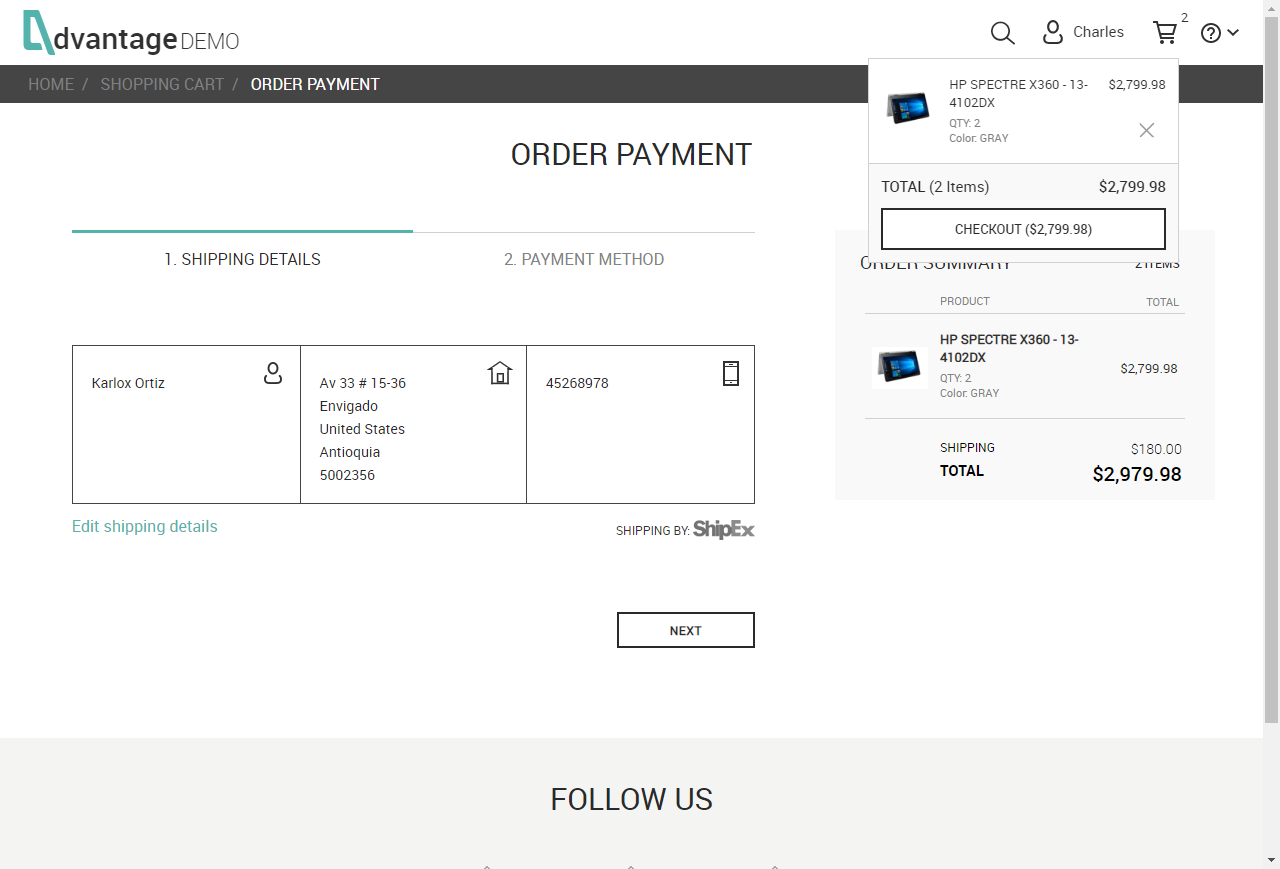 dvantage DEMO
Charles
2
HOME / SHOPPING CART / ORDER PAYMENT
HP SPECTRE X360 - 13-
4102DX
$2,799.98
QTY: 2
Color: GRAY
TOTAL (2 Items) $2,799.98
CHECKOUT ($2,799.98)
ORDER PAYMENT
1. SHIPPING DETAILS
2. PAYMENT METHOD
Karlox Ortiz
Av 33 # 15-36
Envigado
United States
Antioquia
5002356
45268978
Edit shipping details
SHIPPING BY: ShipEx
NEXT
ORDER SUMMARY
2 ITEMS
PRODUCT TOTAL
HP SPECTRE X360 - 13-
4102DX
QTY: 2
Color: GRAY
$2,799.98
SHIPPING $180.00
TOTAL $2,979.98
FOLLOW US